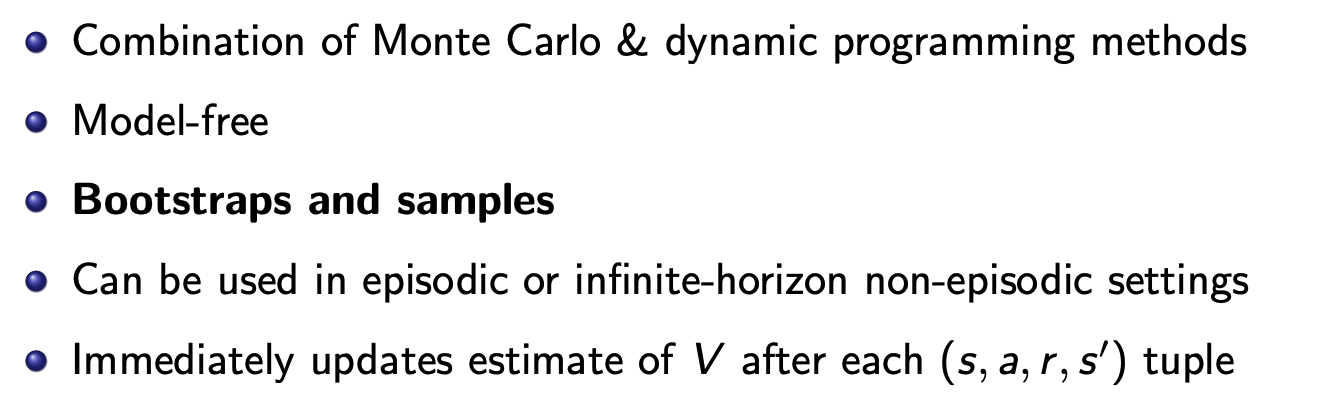 Combination of Monte Carlo & dynamic programming methods
Model-free
Bootstraps and samples
Can be used in episodic or infinite-horizon non-episodic settings
Immediately updates estimate of V after each (s, a, r, s′) tuple